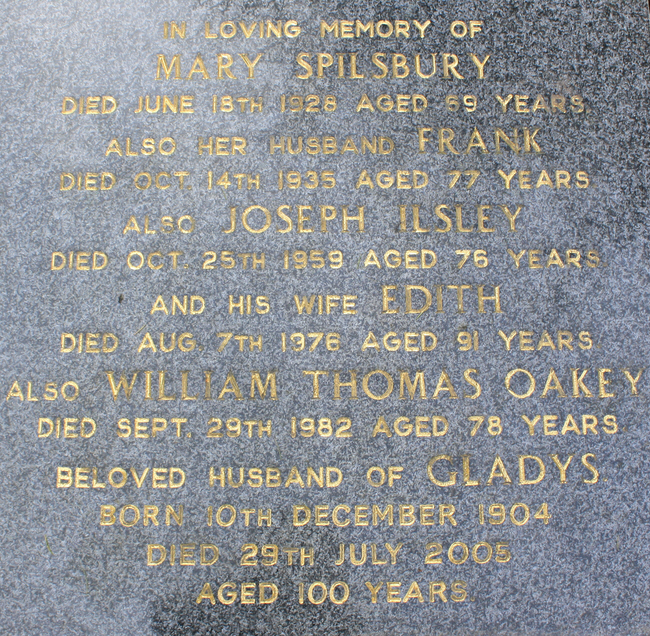 IN LOVING MEMORY OF
MARY SPILSBURY
DIED JUNE 18TH 1928 AGED 69 YEARS.
ALSO HER HUSBAND FRANK
DIED OCT. 14TH 1935 AGED 77 YEARS
ALSO JOSEPH ILSLEY
DIED OCT. 25TH 1959 AGED 76 YEARS.
AND HIS WIFE EDITH
DIED AUG. 7TH 1976 AGED 91 YEARS
ALSO WILLIAM THOMAS OAKEY
DIED SEPT. 29TH 1982 AGED 78 YEARS.
BELOVED HUSBAND OF GLADYS.
BORN 10TH DECEMBER 1904
DIED 29TH JULY 2005
AGED 100 YEARS.